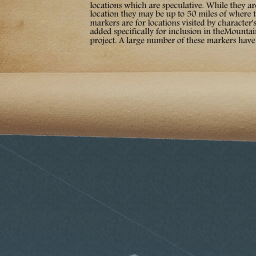 locations which are speculative. While they are
location they may be up to 50 miles of where t
markers are for locations visited by character's
added specifically for inclusion in theMountai
project. A large number of these markers have